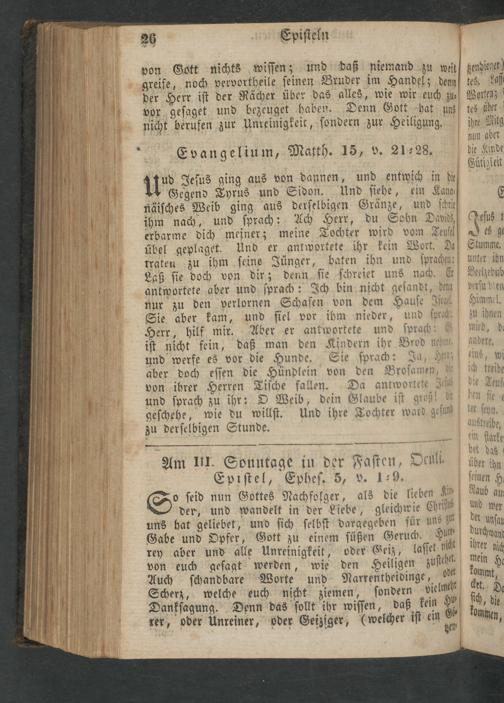 26 Episteln
von Gott nichts wissen; und daß niemand zu weit
greife, noch vervortheile seinen Bruder im Handel; denn
der Herr ist der Rächer über das alles, wie wir euch zu-
vor gesaget und bezeuget haben. Denn Gott hat uns
nicht berufen zur Unreinigkeit, sondern zur Heiligung.
Evangelium, Matth. 15, v. 21-28.
Und Jesus ging aus von dannen, und entwich in die
Gegend Tyrus und Sidon. Und siehe, ein Kana-
näisches Weib ging aus derselbigen Gränze, und schrie
ihm nach, und sprach: Ach Herr, du Sohn Davids,
erbarme dich meiner; meine Tochter wird vom Teufel
übel geplaget. Und er antwortete ihr kein Wort. Da
traten zu ihm seine Jünger, baten ihn und sprachen:
Laß sie doch von dir; denn sie schreiet uns nach. Er
antwortete aber und sprach: Ich bin nicht gesandt, denn
nur zu den verlornen Schafen von dem Hause Israel.
Sie aber kam, und fiel vor ihm nieder, und sprach:
Herr, hilf mir. Aber er antwortete und sprach: Es
ist nicht fein, daß man den Kindern ihr Brod nehme,
und werfe es vor die Hunde. Sie sprach: Ja, Herr;
aber doch essen die Hündlein von den Brosamen, die
von ihrer Herren Tische fallen. Da antwortete Jesus
und sprach zu ihr: O Weib, dein Glaube ist groß! dir
geschehe, wie du willst. Und ihre Tochter ward gesund
zu derselbigen Stunde.
Am III. Sonntage in der Fasten, Oculi.
Epistel, Ephes. 5, v. 1-9.
So seid nun Gottes Nachfolger, als die lieben Kin-
der, und wandelt in der Liebe, gleichwie Christus
uns hat geliebet, und sich selbst dargegeben für uns zur
Gabe und Opfer, Gott zu einem süßen Geruch. Hure-
rey aber und alle Unreinigkeit, oder Geiz, lasset nicht
von euch gesagt werden, wie den Heiligen zustehet.
Auch schandbare Worte und Narrentheidinge, oder
Scherz, welche euch nicht ziemen, sondern vielmehr
Danksagung. Denn das sollt ihr wissen, daß kein Hu-
rer, oder Unreiner, oder Geiziger, (welcher ist ein Gö-
tzen-